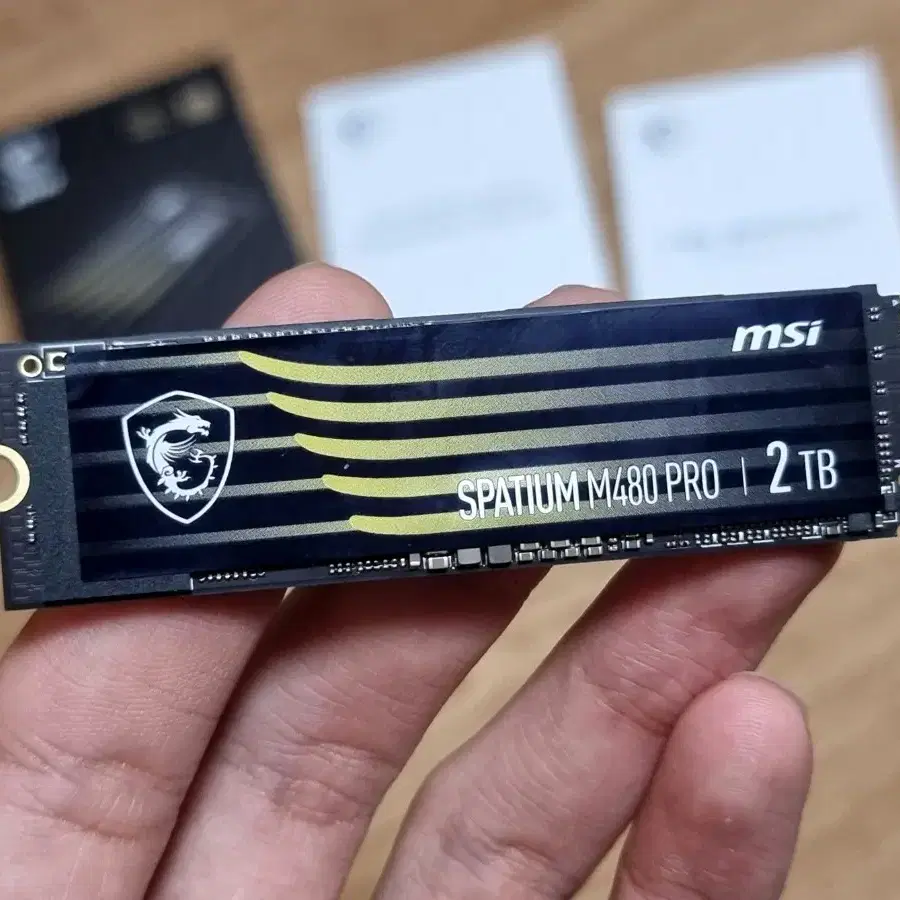 msi
SPATIUM M480 PRO | 2 TB